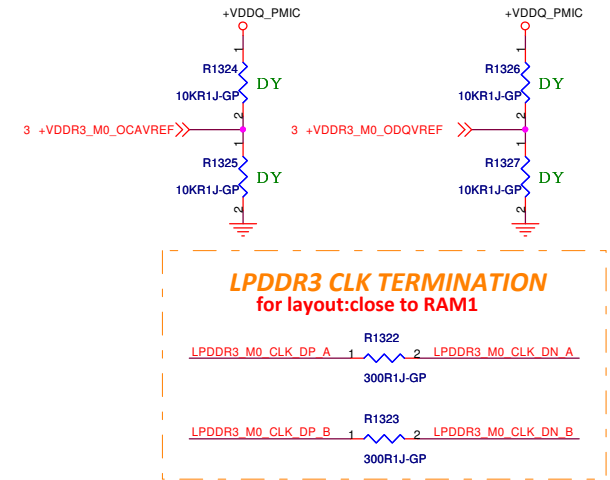 +VDDQ_PMIC
+VDDQ_PMIC
1
1
R1324
DY
10KR1J-GP
R1326
DY
10KR1J-GP
2
2
3 +VDDR3_M0_OCAVREF
3 +VDDR3_M0_ODQVREF
1
1
R1325
DY
10KR1J-GP
R1327
DY
10KR1J-GP
2
2
LPDDR3 CLK TERMINATION
for layout:close to RAM1
R1322
LPDDR3_M0_CLK_DP_A 1 2 LPDDR3_M0_CLK_DN_A
300R1J-GP
R1323
LPDDR3_M0_CLK_DP_B 1 2 LPDDR3_M0_CLK_DN_B
300R1J-GP